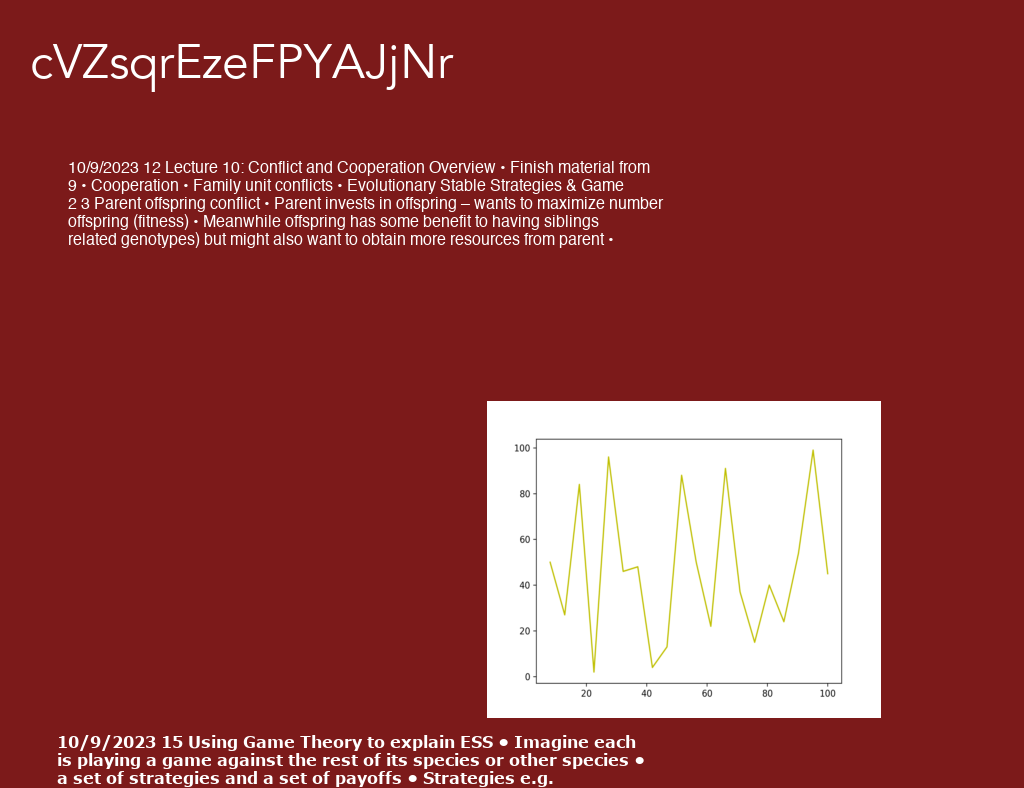 cVZsqrEzeFPYAJjNr
10/9/2023 12 Lecture 10: Conflict and Cooperation Overview • Finish material from
9 • Cooperation • Family unit conflicts • Evolutionary Stable Strategies & Game
2 3 Parent offspring conflict • Parent invests in offspring – wants to maximize number
offspring (fitness) • Meanwhile offspring has some benefit to having siblings
related genotypes) but might also want to obtain more resources from parent •
100
80
60
40
20
0
20 40 60 80 100
10/9/2023 15 Using Game Theory to explain ESS • Imagine each
is playing a game against the rest of its species or other species •
a set of strategies and a set of payoffs • Strategies e.g.